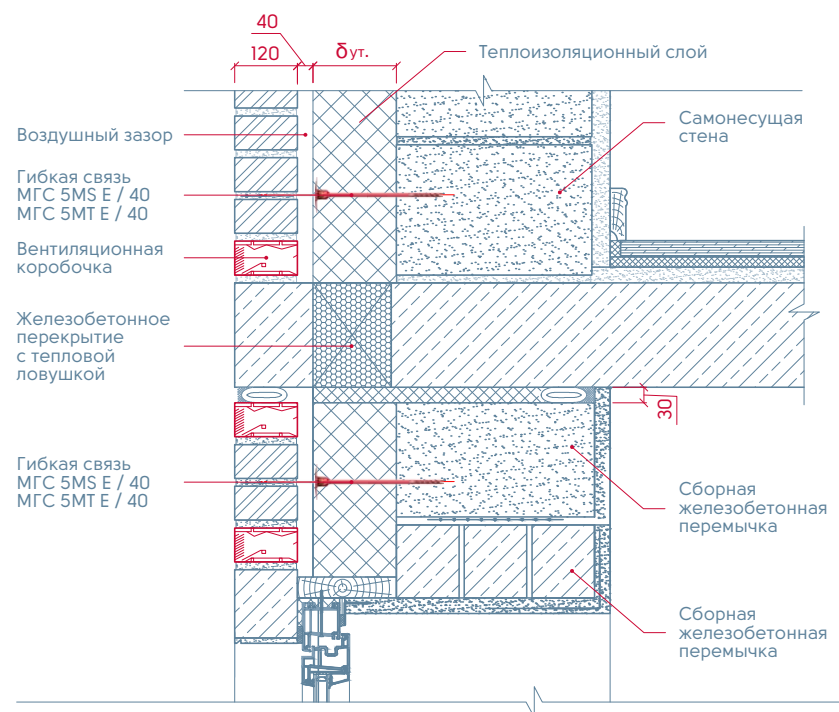 40
120
δут.
Теплоизоляционный слой
Воздушный зазор
Самонесущая
стена
Гибкая связь
МГС 5MS E / 40
МГС 5MT E / 40
Вентиляционная
коробочка
Железобетонное
перекрытие
с тепловой
ловушкой
30
Гибкая связь
МГС 5MS E / 40
МГС 5MT E / 40
Сборная
железобетонная
перемычка
Сборная
железобетонная
перемычка